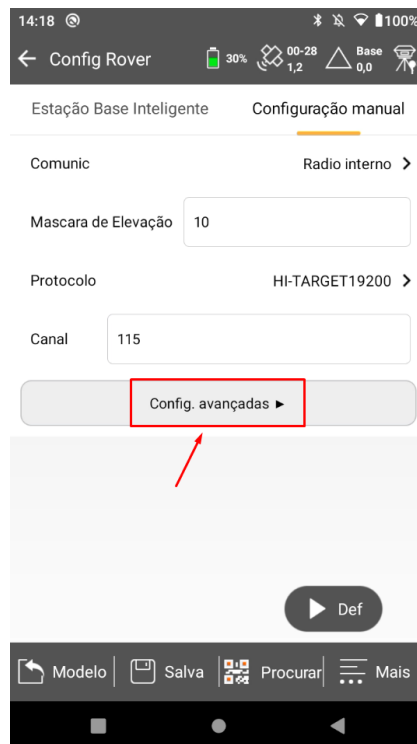 14:18 100%
Config Rover 30% 00-28 1,2 Base 0,0
Estação Base Inteligente Configuração manual
Comunic Radio interno
Mascara de Elevação 10
Protocolo HI-TARGET19200
Canal 115
Config. avançadas ►
Def
Modelo Salva Procurar Mais